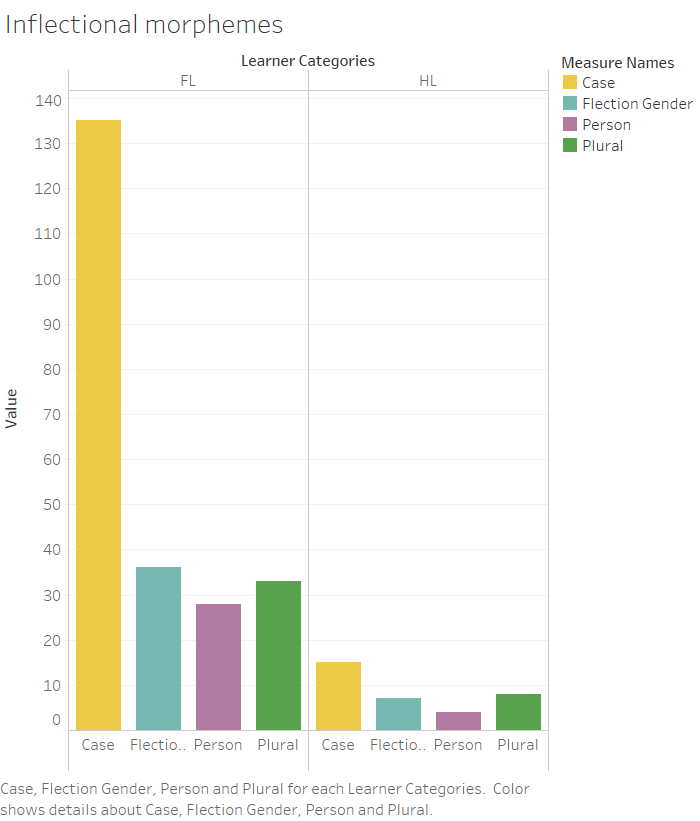 Inflectional morphemes
Learner Categories
FL
HL
Measure Names
Case
Flection Gender
Person
Plural
Value
140
130
120
110
100
90
80
70
60
50
40
30
20
10
0
Case Flectio.. Person Plural Case Flectio.. Person Plural
Case, Flection Gender, Person and Plural for each Learner Categories. Color
shows details about Case, Flection Gender, Person and Plural.